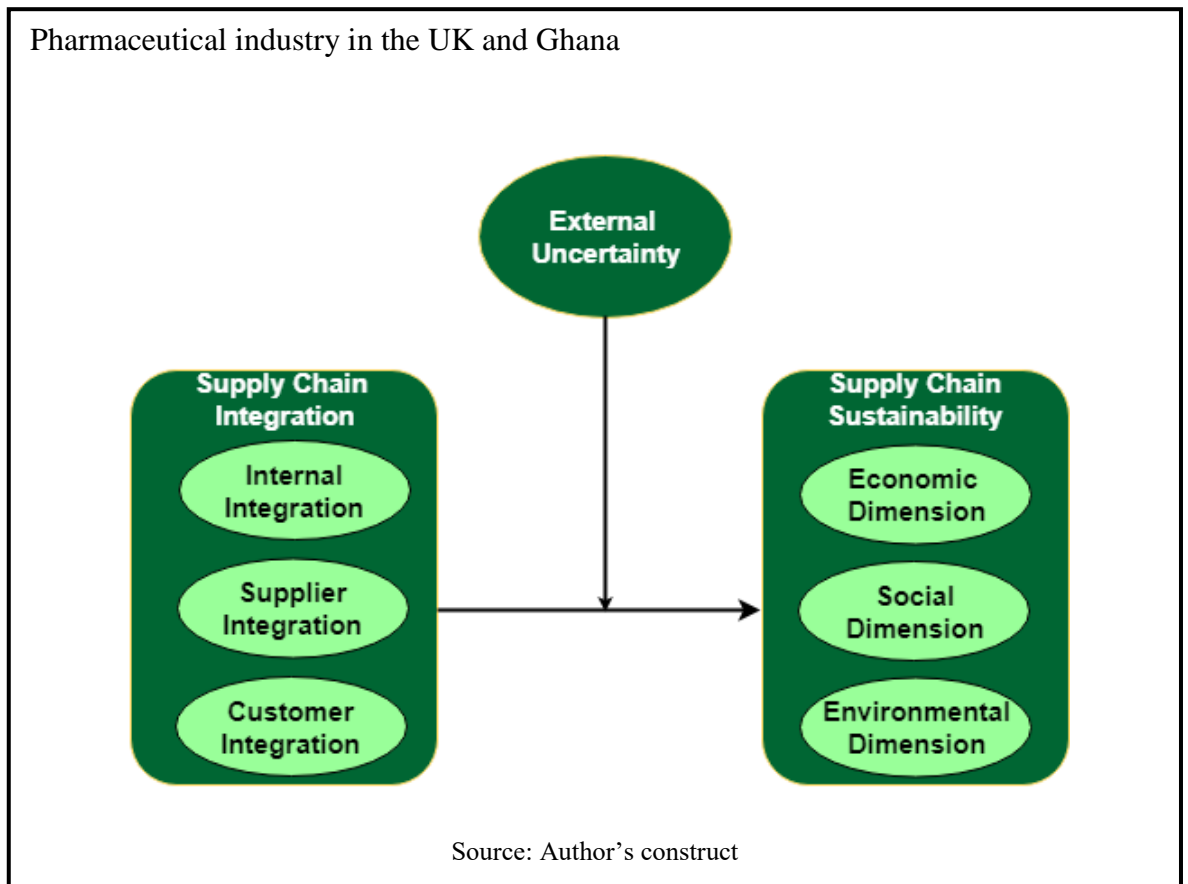 Pharmaceutical industry in the UK and Ghana
External
Uncertainty
Supply Chain
Integration
Internal
Integration
Supplier
Integration
Customer
Integration
Supply Chain
Sustainability
Economic
Dimension
Social
Dimension
Environmental
Dimension
Source: Author’s construct